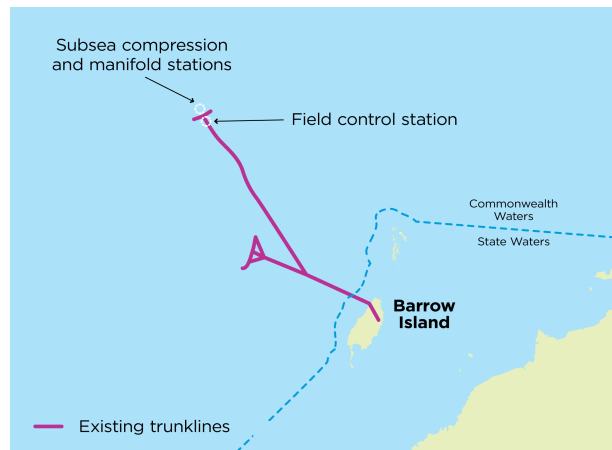 Subsea compression
and manifold stations
Field control station
Commonwealth
Waters
State Waters
Barrow
Island
Existing trunklines